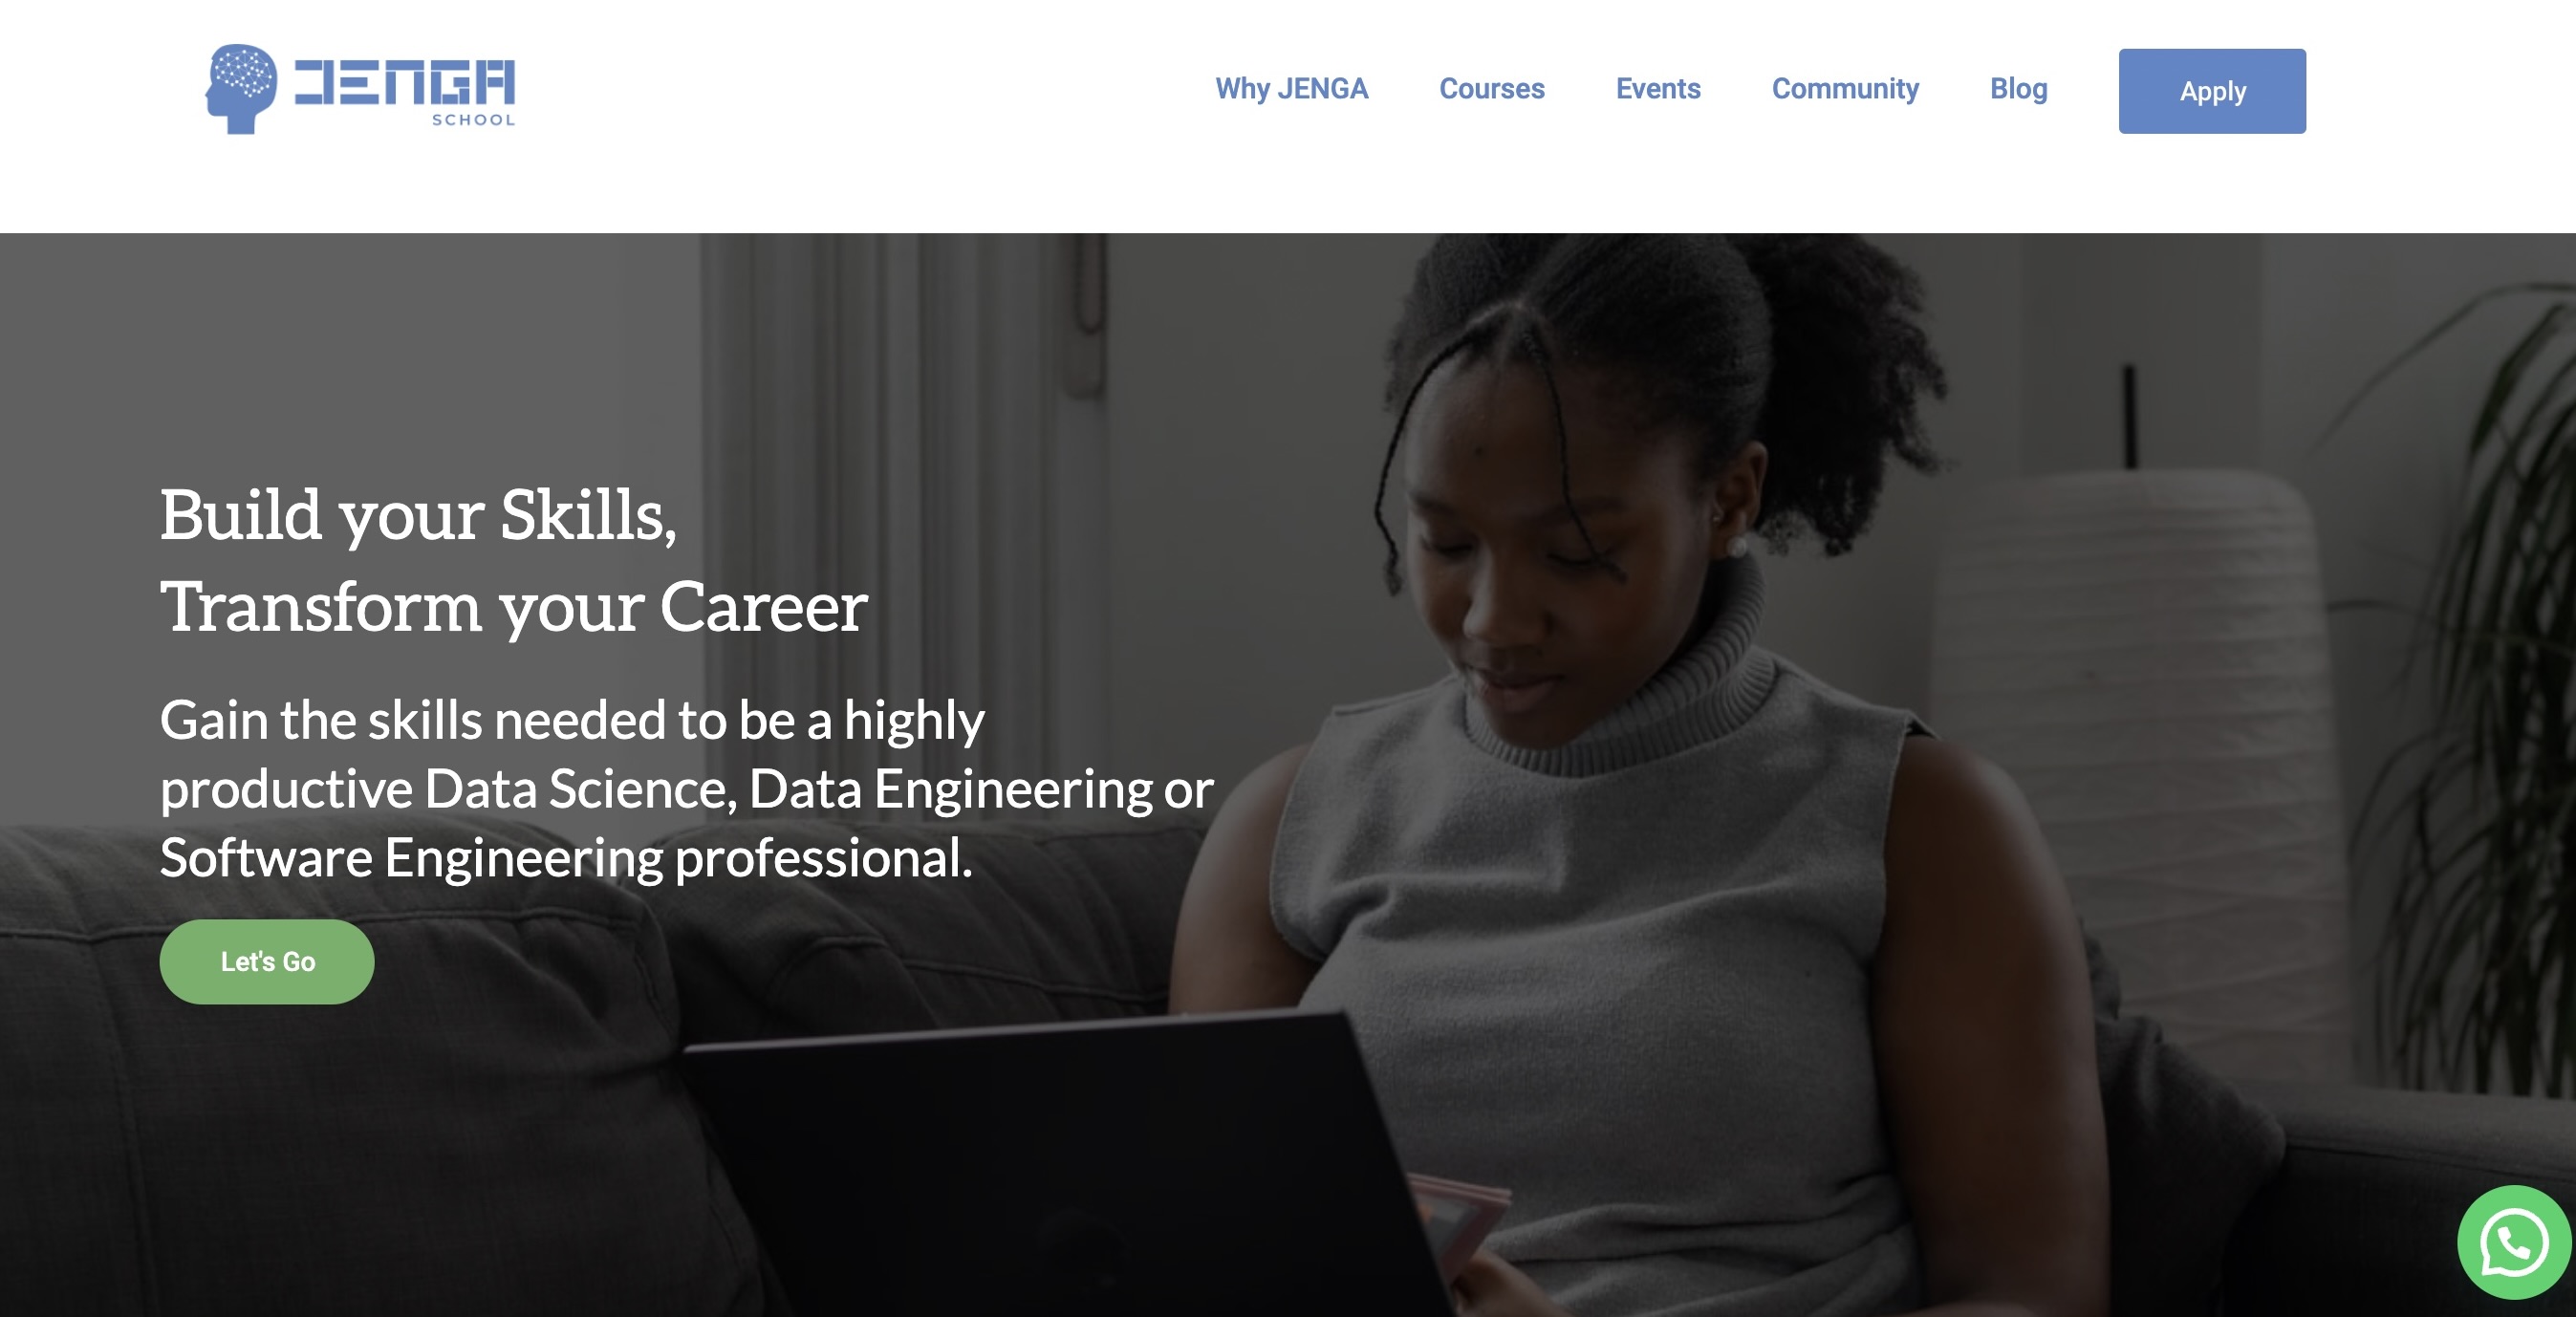 JENGA
SCHOOL
Why JENGA
Courses
Events
Community
Blog
Apply
Build your Skills,
Transform your Career
Gain the skills needed to be a highly
productive Data Science, Data Engineering or
Software Engineering professional.
Let's Go